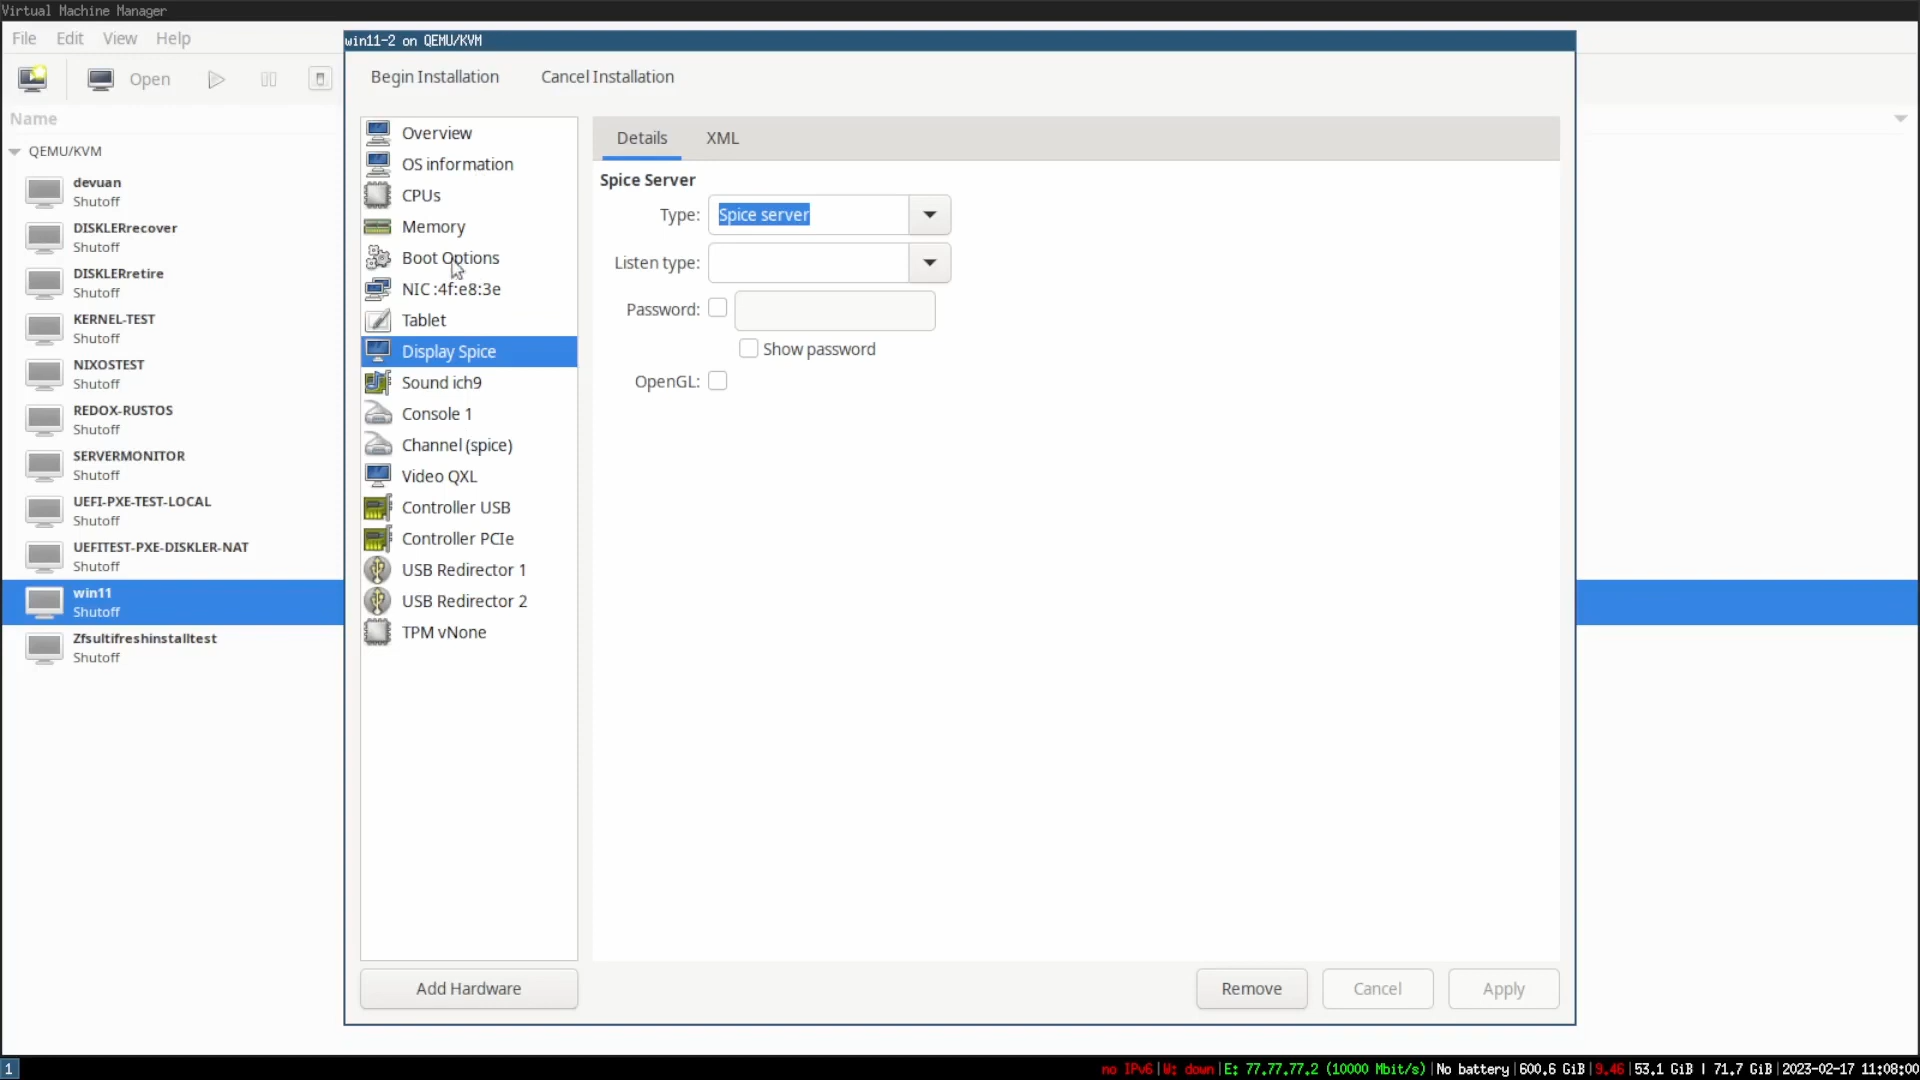 Virtual Machine Manager
File Edit View Help
win11-2 on QEMU/KVM
Open
Begin Installation Cancel Installation
Name
QEMU/KVM
devuan
Shutoff
DISKLERrecover
Shutoff
DISKLERretire
Shutoff
KERNEL-TEST
Shutoff
NIXOSTEST
Shutoff
REDOX-RUSTOS
Shutoff
SERVERMONITOR
Shutoff
UEFI-PXE-TEST-LOCAL
Shutoff
UEFITEST-PXE-DISKLER-NAT
Shutoff
win11
Shutoff
Zfsultifreshinstalltest
Shutoff
Overview
OS information
CPUs
Memory
Boot Options
NIC :4f:e8:3e
Tablet
Display Spice
Sound ich9
Console 1
Channel (spice)
Video QXL
Controller USB
Controller PCIe
USB Redirector 1
USB Redirector 2
TPM vNone
Add Hardware
Details XML
Spice Server
Type: Spice server
Listen type:
Password:
Show password
OpenGL:
Remove Cancel Apply
1 no IPv6|W: down|E: 77.77.77.2 (10000 Mbit/s)|No battery|600.6 GiB|9.46|53.1 GiB | 71.7 GiB|2023-02-17 11:08:00